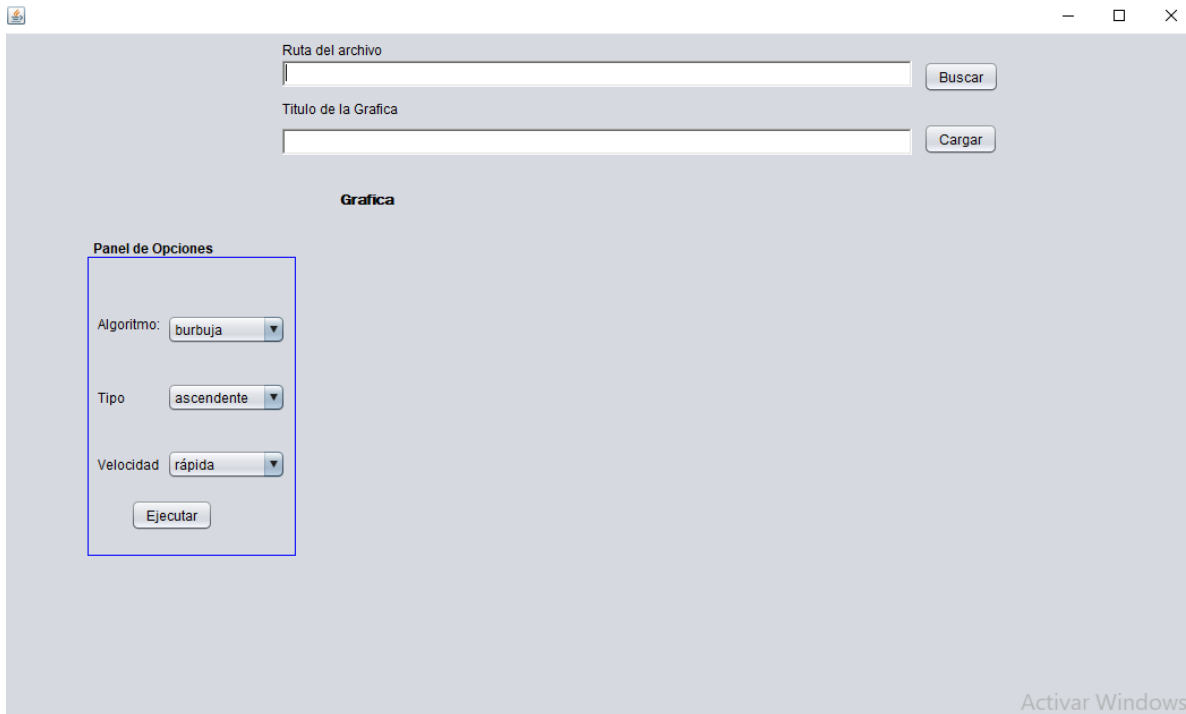 Ruta del archivo
Buscar
Titulo de la Grafica
Cargar
Grafica
Panel de Opciones
Algoritmo: burbuja
Tipo ascendente
Velocidad rápida
Ejecutar
Activar Windows